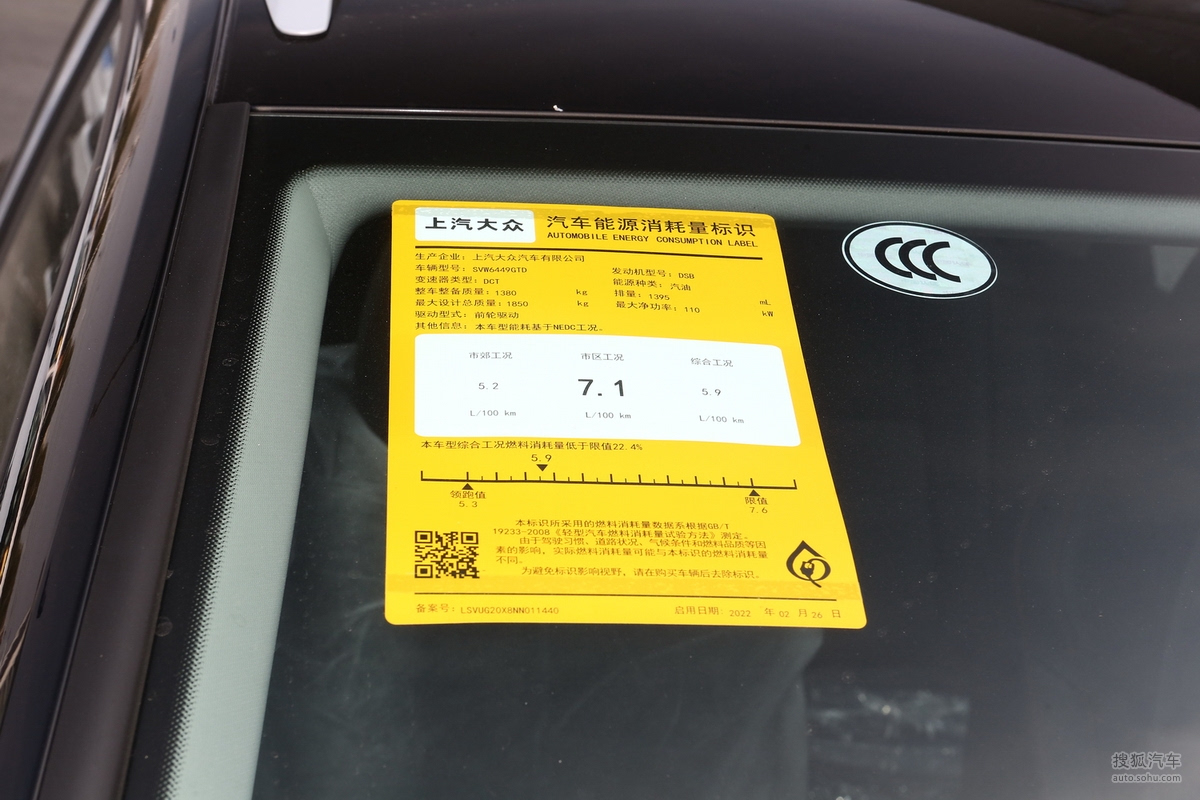 上汽大众 汽车能源消耗量标识
AUTOMOBILE ENERGY CONSUMPTION LABEL
生产企业：上汽大众汽车有限公司
车辆型号：SVW6449GTD 发动机型号：DSB
变速器类型：DCT 能源种类：汽油
整车整备质量：1380 kg 排量：1395 mL
最大设计总质量：1850 kg 最大净功率：110 kW
驱动型式：前轮驱动
其他信息：本车型能耗基于NEDC工况。
市郊工况 市区工况 综合工况
5.2 7.1 5.9
L/100 km L/100 km L/100 km
本车型综合工况燃料消耗量低于限值22.4%
5.9
领跑值 限值
5.3 7.6
本标识所采用的燃料消耗量数据系根据GB/T
19233-2008《轻型汽车燃料消耗量试验方法》测定。
由于驾驶习惯、道路状况、气候条件和燃料品质等因
素的影响，实际燃料消耗量可能与本标识的燃料消耗量
不同。
为避免标识影响视野，请在购买车辆后去除标识。
备案号：LSVUG20X8NN011440 启用日期：2022 年 02 月 26 日
CCC
搜狐汽车
auto.sohu.com